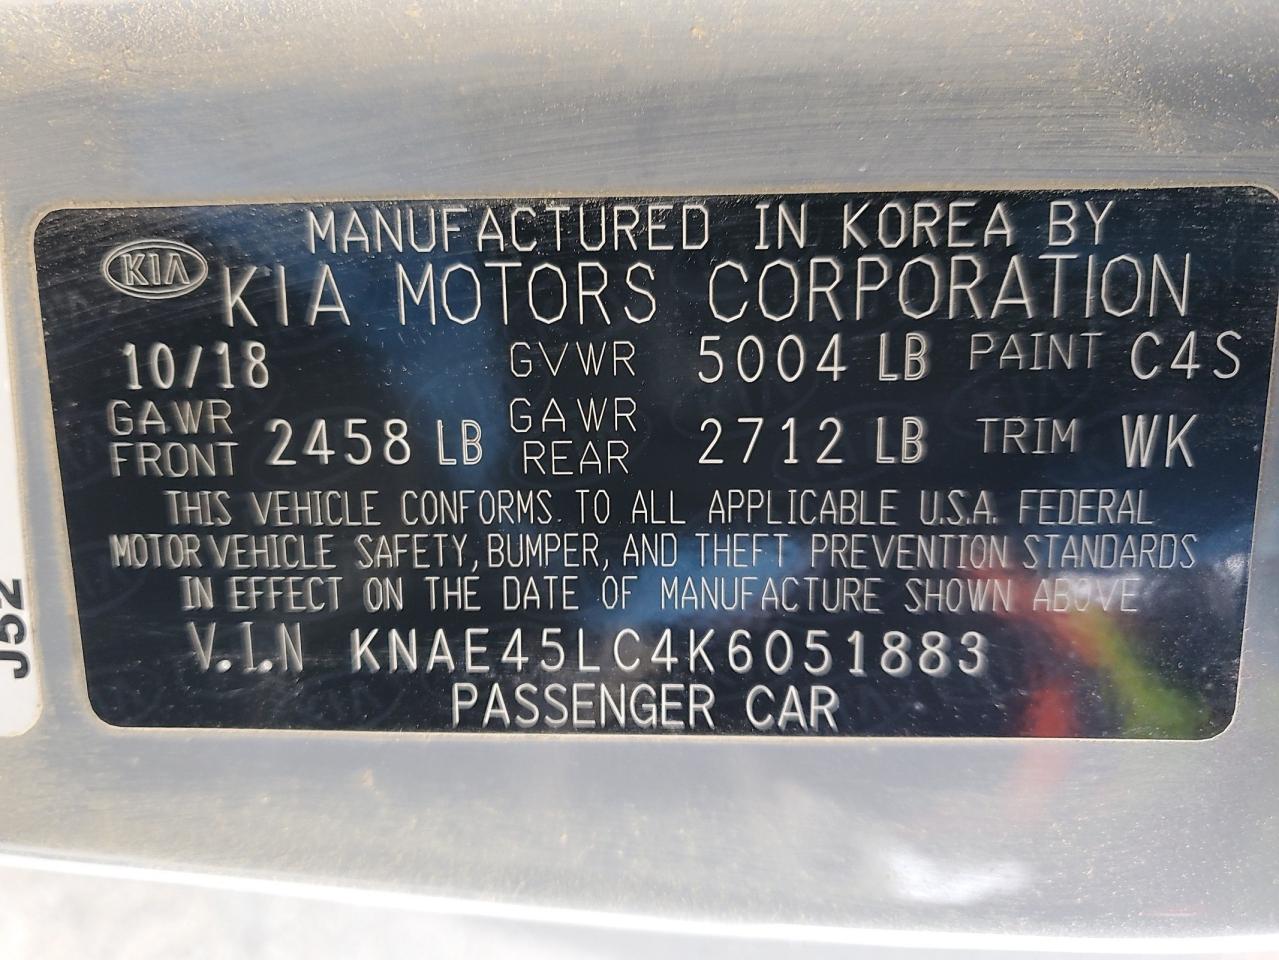 MANUFACTURED IN KOREA BY
KIA KIA MOTORS CORPORATION
10/18 GVWR 5004 LB PAINT C4S
GAWR FRONT 2458 LB GAWR REAR 2712 LB TRIM WK
THIS VEHICLE CONFORMS TO ALL APPLICABLE U.S.A. FEDERAL
MOTOR VEHICLE SAFETY, BUMPER, AND THEFT PREVENTION STANDARDS
IN EFFECT ON THE DATE OF MANUFACTURE SHOWN ABOVE
V.I.N KNAE45LC4K6051883
PASSENGER CAR
J52